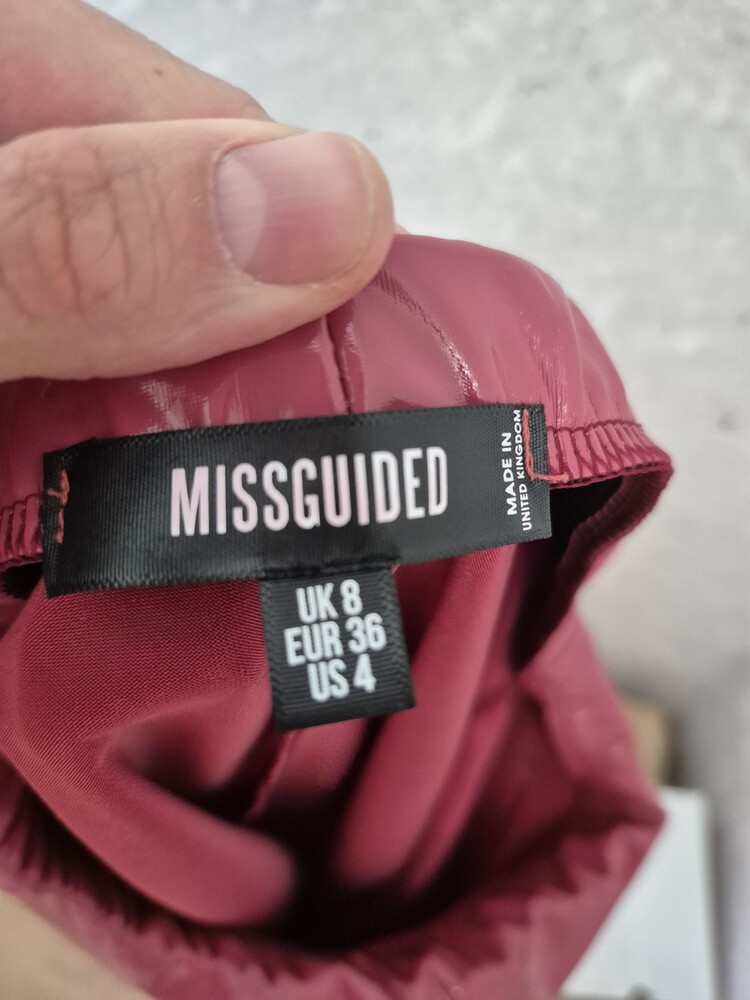 MISSGUIDED
MADE IN
UNITED KINGDOM
UK 8
EUR 36
US 4